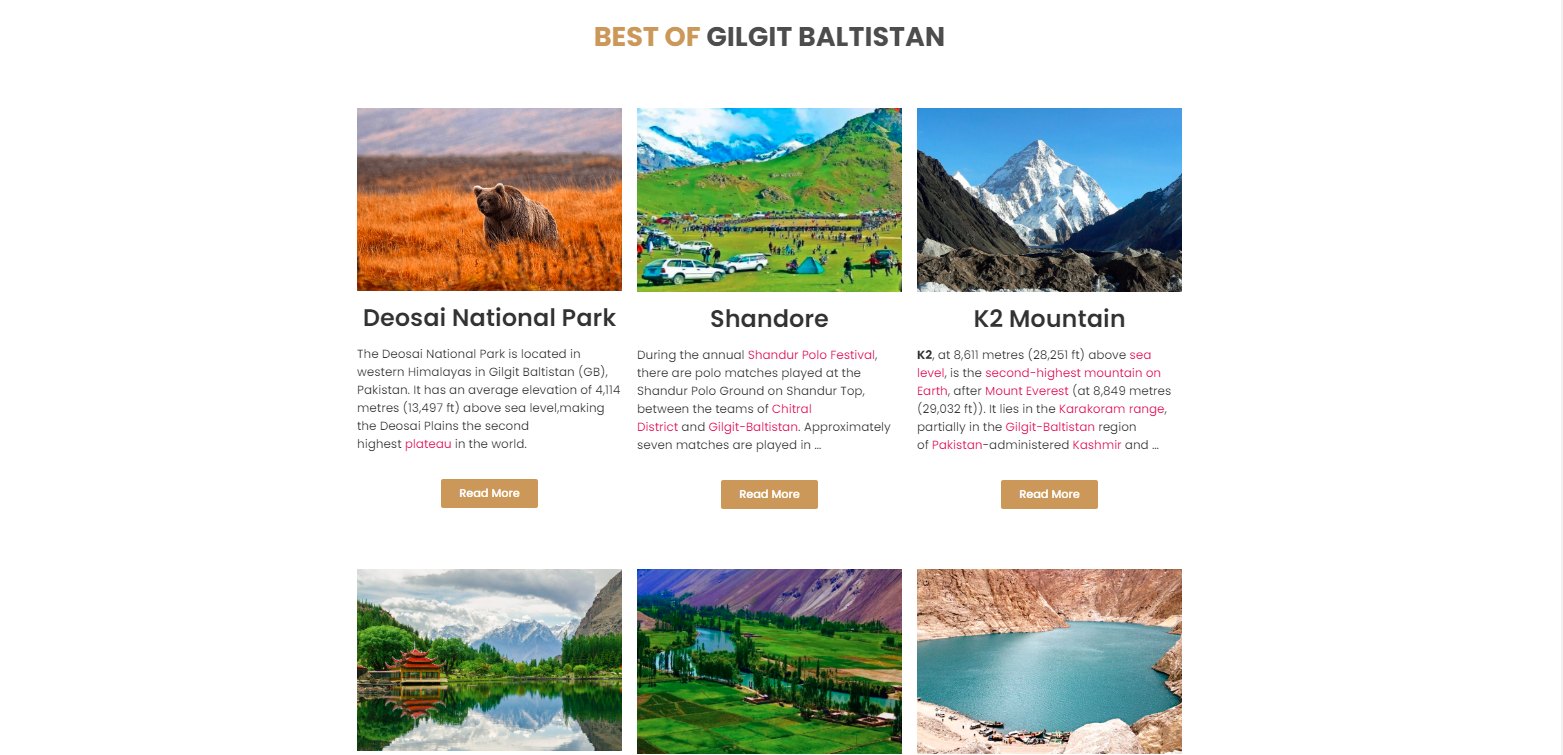 BEST OF GILGIT BALTISTAN
Deosai National Park
The Deosai National Park is located in
western Himalayas in Gilgit Baltistan (GB),
Pakistan. It has an average elevation of 4,114
metres (13,497 ft) above sea level,making
the Deosai Plains the second
highest plateau in the world.
Read More
Shandore
During the annual Shandur Polo Festival,
there are polo matches played at the
Shandur Polo Ground on Shandur Top,
between the teams of Chitral
District and Gilgit-Baltistan. Approximately
seven matches are played in ...
Read More
K2 Mountain
K2, at 8,611 metres (28,251 ft) above sea
level, is the second-highest mountain on
Earth, after Mount Everest (at 8,849 metres
(29,032 ft)). It lies in the Karakoram range,
partially in the Gilgit-Baltistan region
of Pakistan-administered Kashmir and ...
Read More